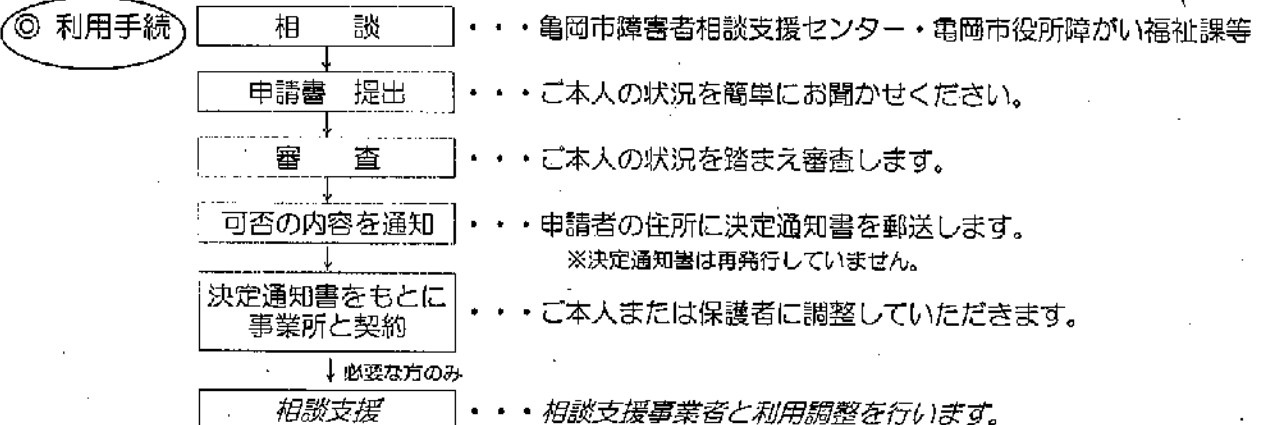 ◎ 利用手続
相　談 ・・・亀岡市障害者相談支援センター・亀岡市役所障がい福祉課等
申請書　提出 ・・・ご本人の状況を簡単にお聞かせください。
審　査 ・・・ご本人の状況を踏まえ審査します。
可否の内容を通知 ・・・申請者の住所に決定通知書を郵送します。
※決定通知書は再発行していません。
決定通知書をもとに
事業所と契約 ・・・ご本人または保護者に調整していただきます。
↓必要な方のみ
相談支援 ・・・相談支援事業者と利用調整を行います。